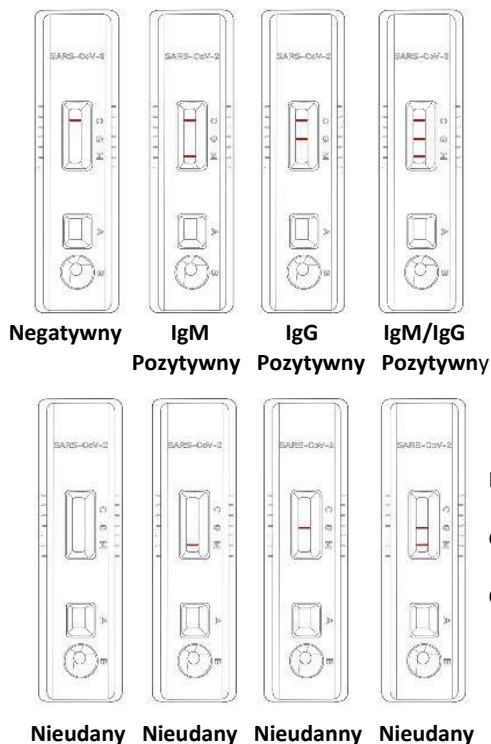 SARS-CoV-2 SARS-CoV-2 SARS-CoV-2 SARS-CoV-2
C C C C
G G G G
M M M M
A A A A
B B B B
Negatywny IgM IgG IgM/IgG
Pozytywny Pozytywny Pozytywny
SARS-CoV-2 SARS-CoV-2 SARS-CoV-2 SARS-CoV-2
C C C C
G G G G
M M M M
A A A A
B B B B
Nieudany Nieudany Nieudanny Nieudany